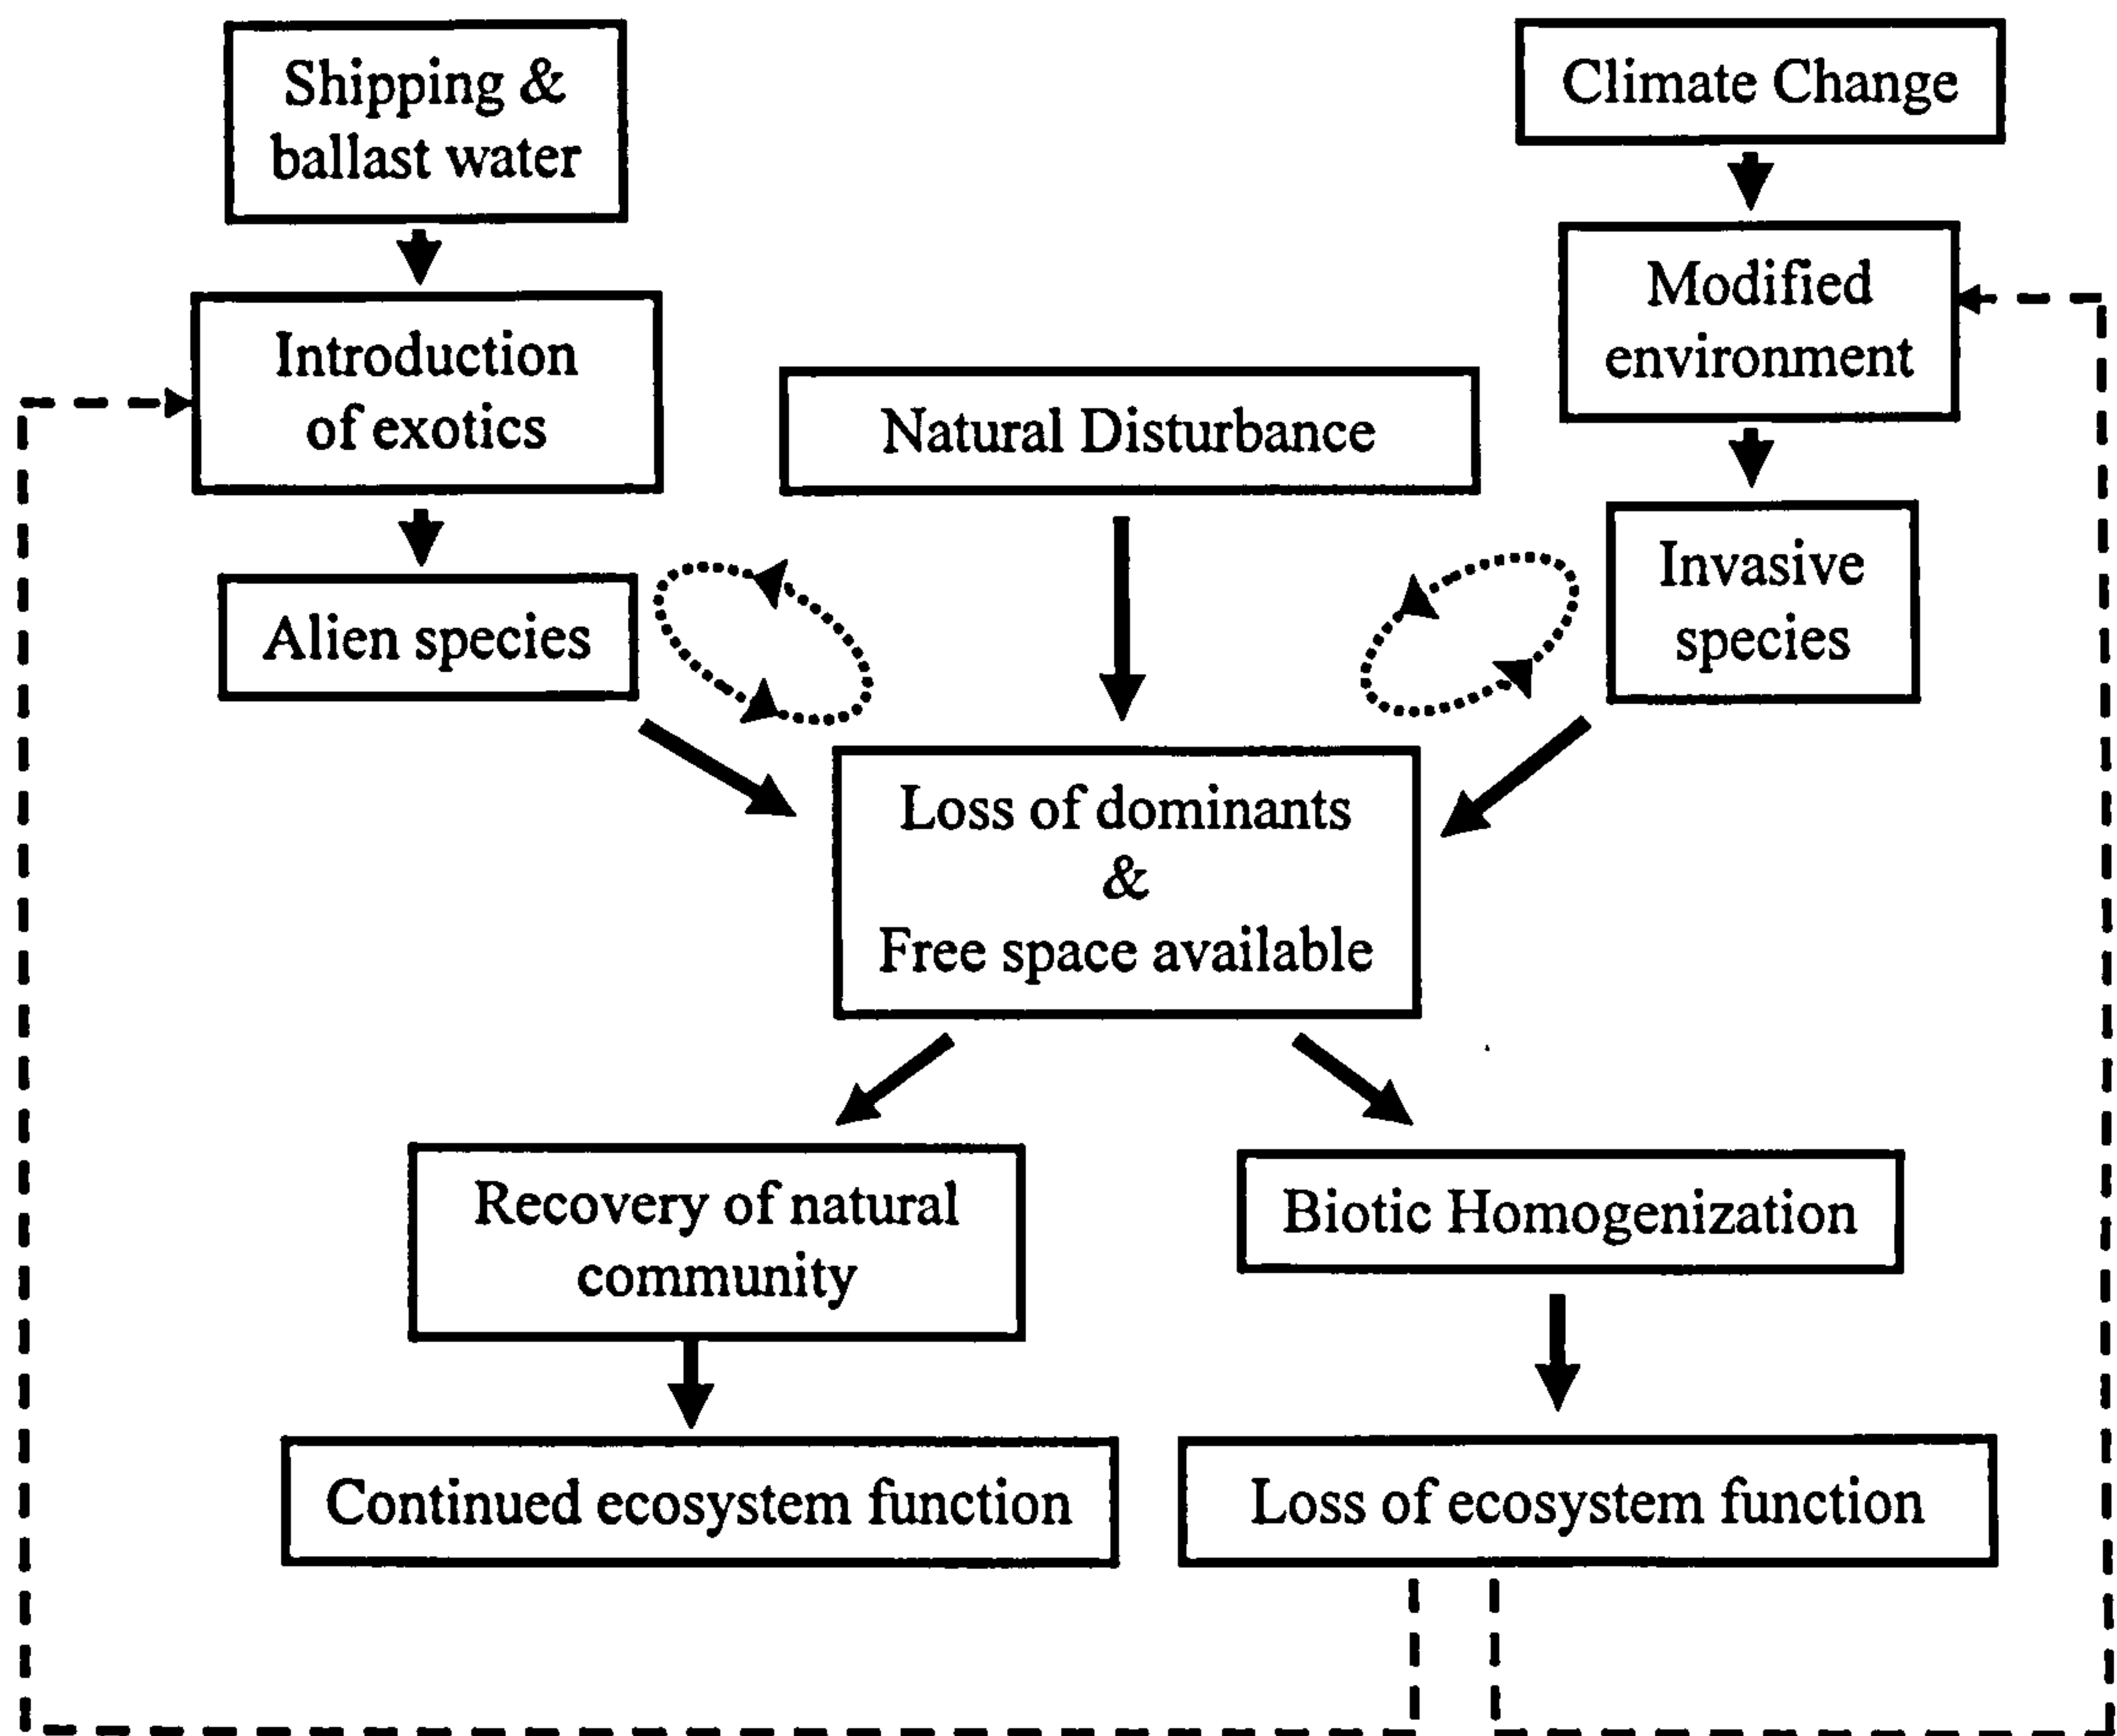 Shipping &
ballast water
Climate Change
Introduction
of exotics
Modified
environment
Natural Disturbance
Alien species
Invasive
species
Loss of dominants
&
Free space available
Recovery of natural
community
Biotic Homogenization
Continued ecosystem function
Loss of ecosystem function